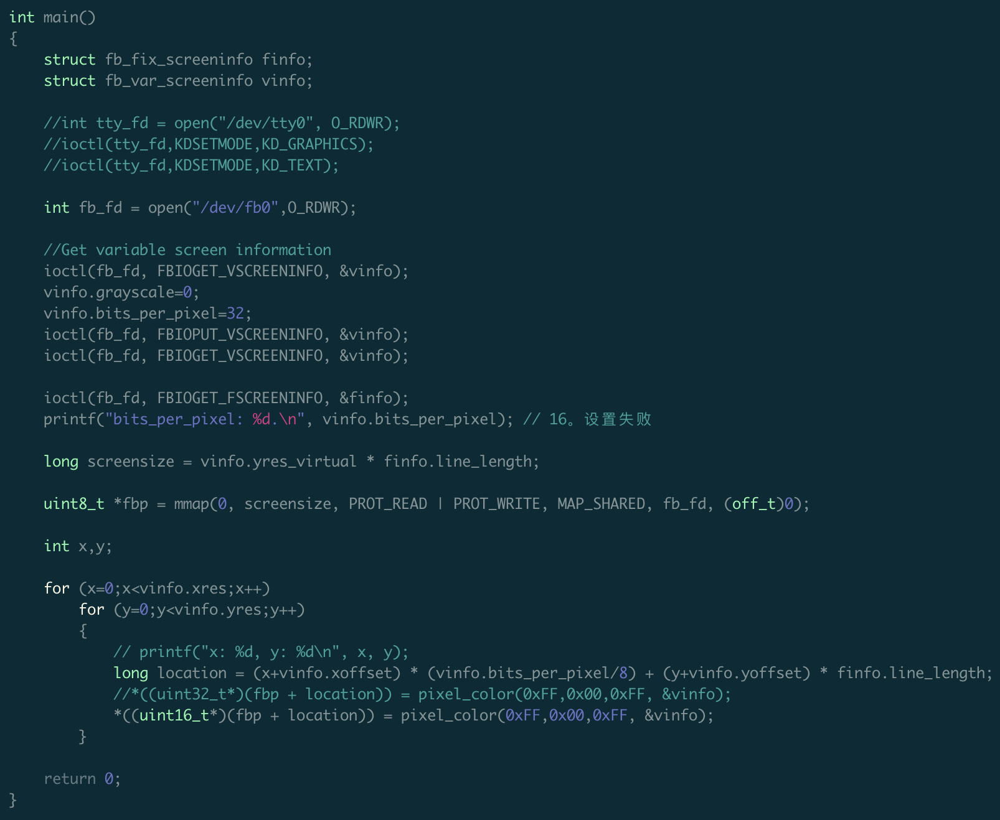 int main()
{
    struct fb_fix_screeninfo finfo;
    struct fb_var_screeninfo vinfo;

    //int tty_fd = open("/dev/tty0", O_RDWR);
    //ioctl(tty_fd,KDSETMODE,KD_GRAPHICS);
    //ioctl(tty_fd,KDSETMODE,KD_TEXT);

    int fb_fd = open("/dev/fb0",O_RDWR);

    //Get variable screen information
    ioctl(fb_fd, FBIOGET_VSCREENINFO, &vinfo);
    vinfo.grayscale=0;
    vinfo.bits_per_pixel=32;
    ioctl(fb_fd, FBIOPUT_VSCREENINFO, &vinfo);
    ioctl(fb_fd, FBIOGET_VSCREENINFO, &vinfo);

    ioctl(fb_fd, FBIOGET_FSCREENINFO, &finfo);
    printf("bits_per_pixel: %d.\n", vinfo.bits_per_pixel); // 16。设置失败

    long screensize = vinfo.yres_virtual * finfo.line_length;

    uint8_t *fbp = mmap(0, screensize, PROT_READ | PROT_WRITE, MAP_SHARED, fb_fd, (off_t)0);

    int x,y;

    for (x=0;x<vinfo.xres;x++)
        for (y=0;y<vinfo.yres;y++)
        {
            // printf("x: %d, y: %d\n", x, y);
            long location = (x+vinfo.xoffset) * (vinfo.bits_per_pixel/8) + (y+vinfo.yoffset) * finfo.line_length;
            //*((uint32_t*)(fbp + location)) = pixel_color(0xFF,0x00,0xFF, &vinfo);
            *((uint16_t*)(fbp + location)) = pixel_color(0xFF,0x00,0xFF, &vinfo);
        }

    return 0;
}